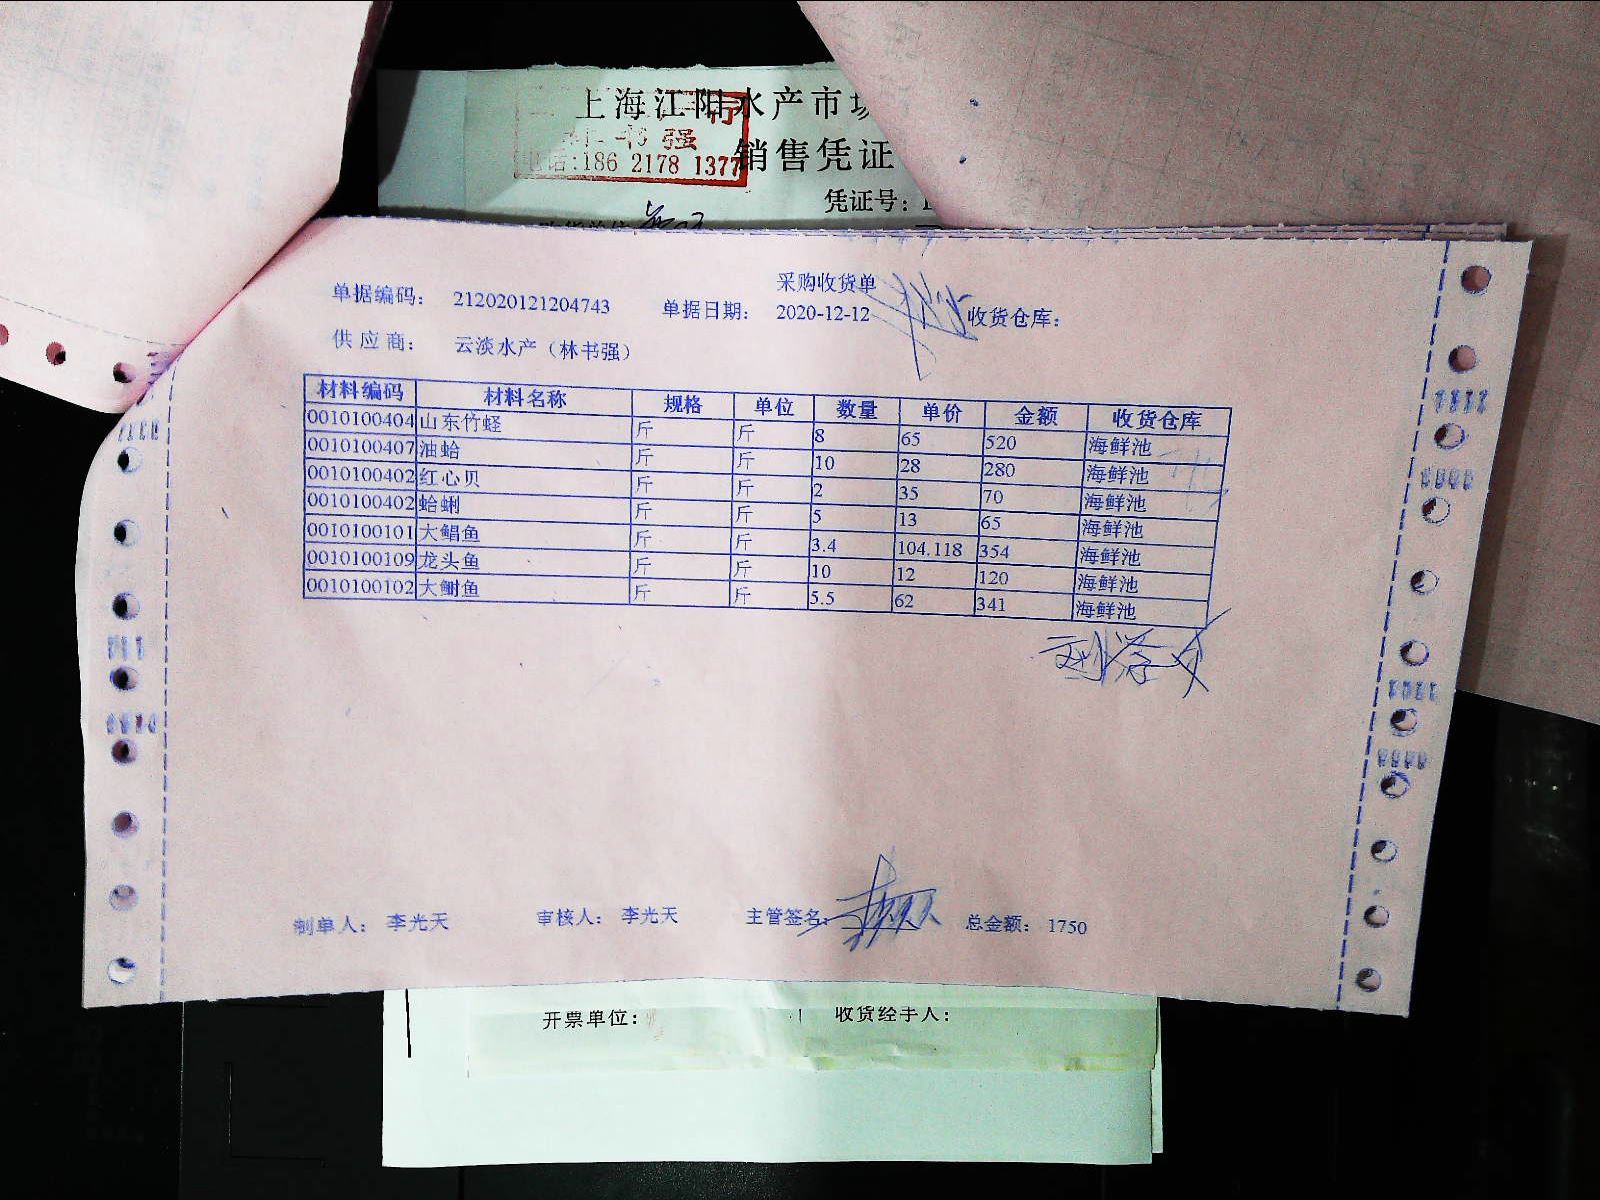 上海江阳水产市场
销售凭证
书强
电话:186 2178 1377
凭证号:
采购收货单
单据编码: 212020121204743 单据日期: 2020-12-12 收货仓库:
供应商: 云淡水产（林书强）
材料编码 材料名称 规格 单位 数量 单价 金额 收货仓库
0010100404 山东竹蛏 斤 斤 8 65 520 海鲜池
0010100407 油蛤 斤 斤 10 28 280 海鲜池
0010100402 红心贝 斤 斤 2 35 70 海鲜池
0010100402 蛤蜊 斤 斤 5 13 65 海鲜池
0010100101 大鲳鱼 斤 斤 3.4 104.118 354 海鲜池
0010100109 龙头鱼 斤 斤 10 12 120 海鲜池
0010100102 大鲥鱼 斤 斤 5.5 62 341 海鲜池
制单人: 李光天 审核人: 李光天 主管签名: 总金额: 1750
开票单位: 收货经手人: